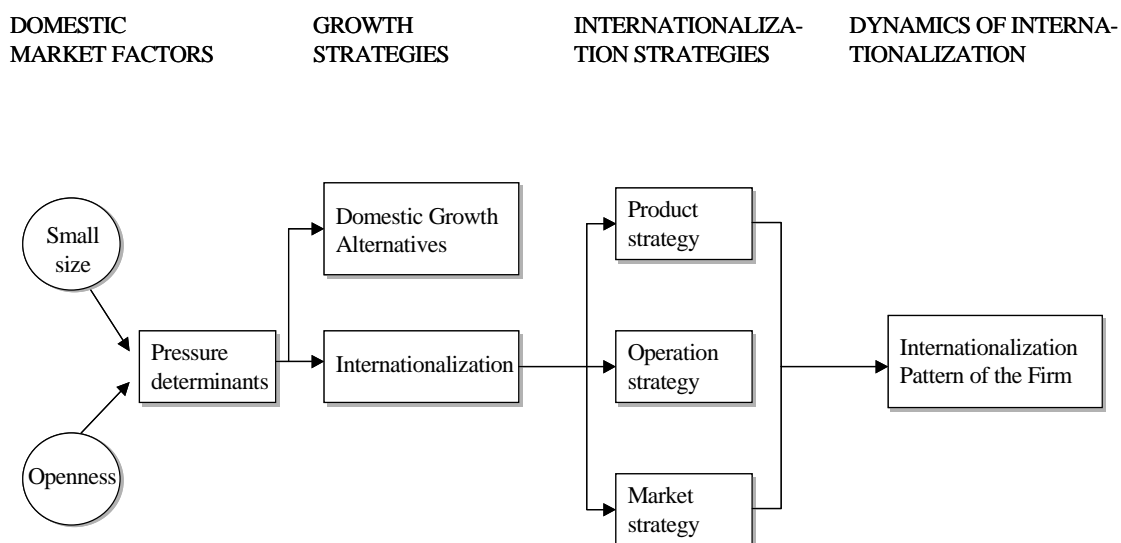 DOMESTIC
MARKET FACTORS
GROWTH
STRATEGIES
INTERNATIONALIZA-
TION STRATEGIES
DYNAMICS OF INTERNA-
TIONALIZATION
Small
size
Openness
Pressure
determinants
Domestic Growth
Alternatives
Internationalization
Product
strategy
Operation
strategy
Market
strategy
Internationalization
Pattern of the Firm